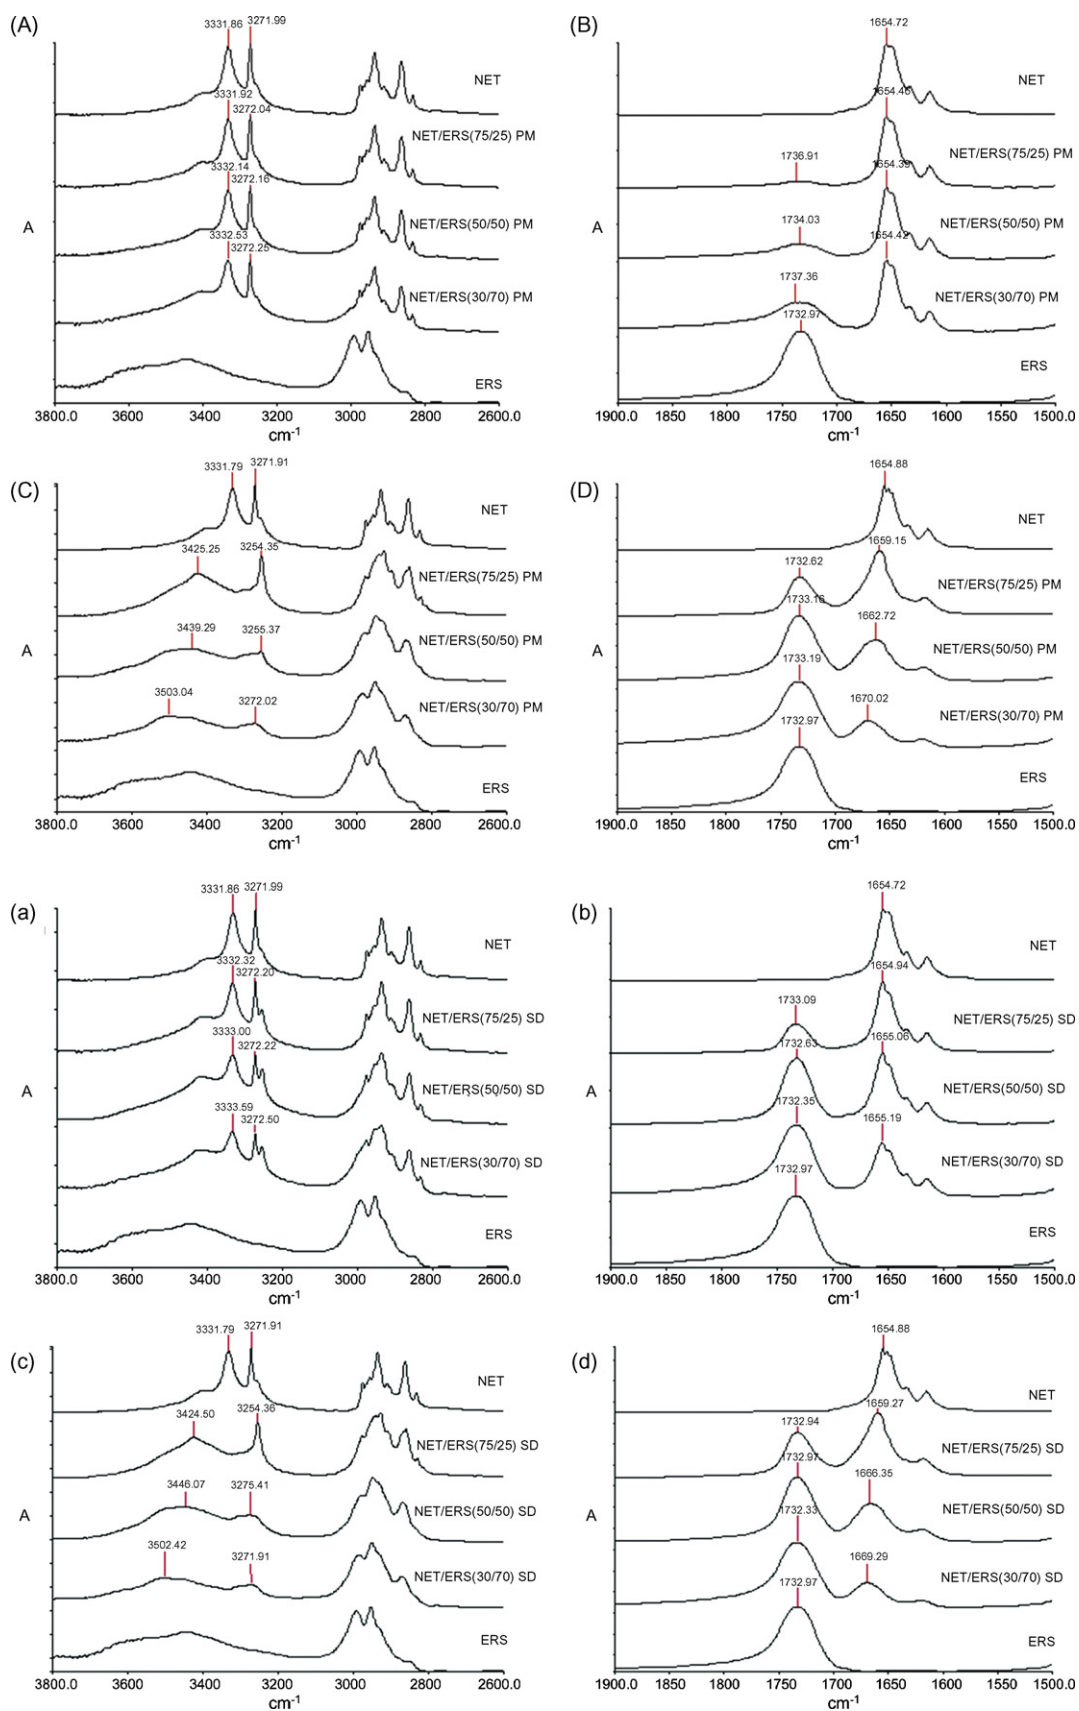 (A)
3331.86 3271.99
NET
3331.92
3272.04
NET/ERS(75/25) PM
3332.14
3272.16
A
NET/ERS(50/50) PM
3332.53
3272.25
NET/ERS(30/70) PM
ERS
3800.0 3600 3400 3200 3000 2800 2600
cm-1
(B)
1654.72
NET
1654.46
NET/ERS(75/25) PM
1736.91
1654.39
A
NET/ERS(50/50) PM
1734.03
1654.42
NET/ERS(30/70) PM
1737.36
1732.97
ERS
1900.0 1850 1800 1750 1700 1650 1600 1550 1500.0
cm-1
(C)
3331.79 3271.91
NET
3425.25 3254.35
NET/ERS(75/25) PM
3439.29 3255.37
A
NET/ERS(50/50) PM
3503.04 3272.02
NET/ERS(30/70) PM
ERS
3800.0 3600 3400 3200 3000 2800 2600.0
cm-1
(D)
1654.88
NET
1659.15
1732.62
NET/ERS(75/25) PM
1733.16
1662.72
A
NET/ERS(50/50) PM
1733.19
1670.02
NET/ERS(30/70) PM
1732.97
ERS
1900.0 1850 1800 1750 1700 1650 1600 1550 1500.0
cm-1
(a)
3331.86 3271.99
NET
3332.32
3272.20
NET/ERS(75/25) SD
3333.00
3272.22
A
NET/ERS(50/50) SD
3333.59
3272.50
NET/ERS(30/70) SD
ERS
3800.0 3600 3400 3200 3000 2800 2600.0
cm-1
(b)
1654.72
NET
1654.94
1733.09
NET/ERS(75/25) SD
1732.63 1655.06
A
NET/ERS(50/50) SD
1732.35
1655.19
NET/ERS(30/70) SD
1732.97
ERS
1900.0 1850 1800 1750 1700 1650 1600 1550 1500.0
cm-1
(c)
3331.79 3271.91
NET
3424.50 3254.36
NET/ERS(75/25) SD
3446.07 3275.41
A
NET/ERS(50/50) SD
3502.42 3271.91
NET/ERS(30/70) SD
ERS
3800.0 3600 3400 3200 3000 2800 2600.0
cm-1
(d)
1654.88
NET
1659.27
1732.94
NET/ERS(75/25) SD
1732.97
1666.35
A
NET/ERS(50/50) SD
1732.33
1669.29
NET/ERS(30/70) SD
1732.97
ERS
1900.0 1850 1800 1750 1700 1650 1600 1550 1500.0
cm-1